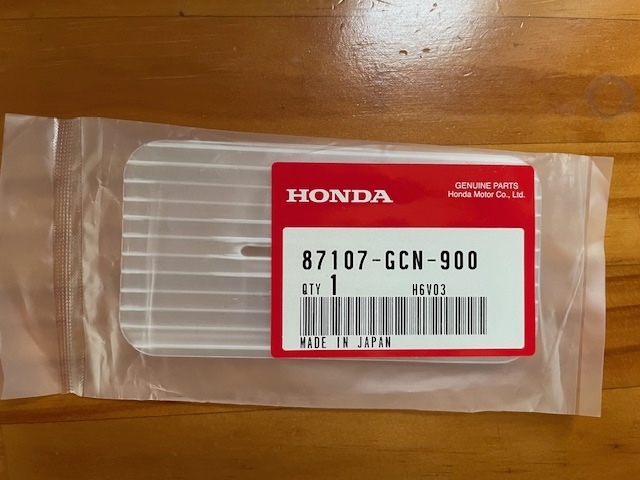 HONDA
GENUINE PARTS
Honda Motor Co., Ltd.
87107-GCN-900
QTY 1 H6V03
MADE IN JAPAN